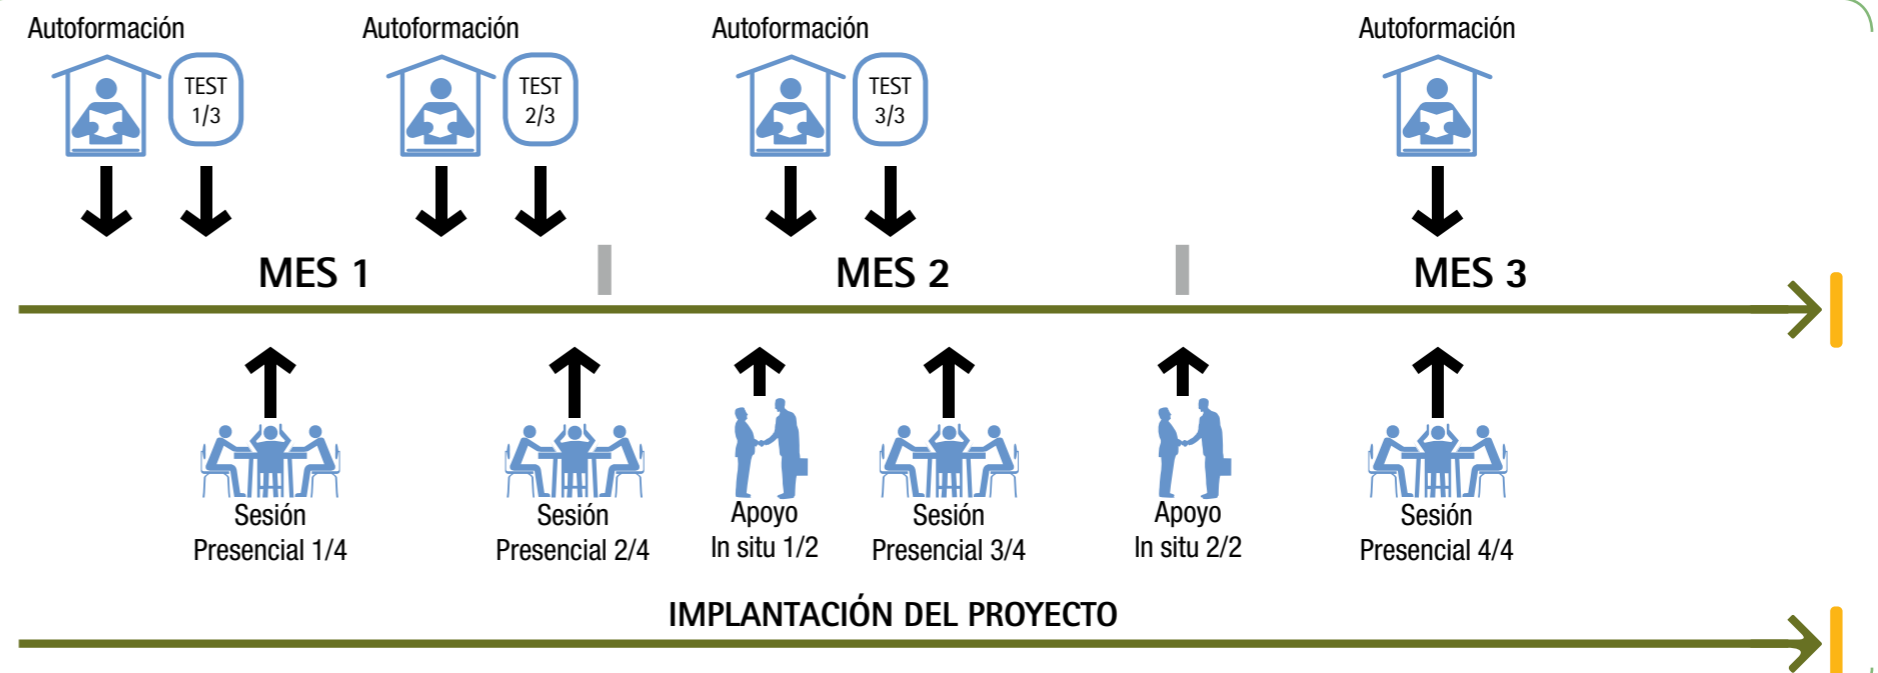 Autoformación
Autoformación
Autoformación
Autoformación
TEST
1/3
TEST
2/3
TEST
3/3
MES 1
MES 2
MES 3
Sesión
Presencial 1/4
Sesión
Presencial 2/4
Apoyo
In situ 1/2
Sesión
Presencial 3/4
Apoyo
In situ 2/2
Sesión
Presencial 4/4
IMPLANTACIÓN DEL PROYECTO